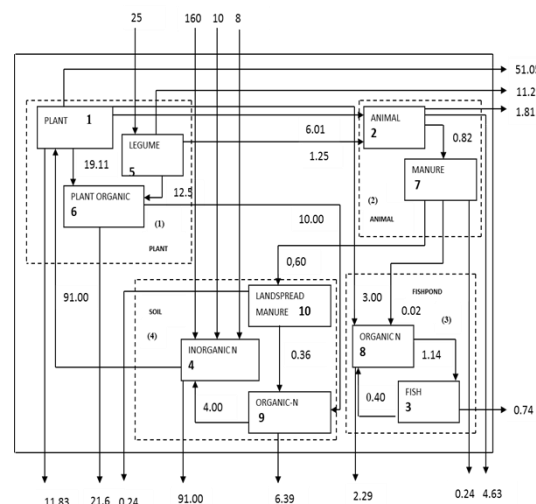 25
160
10
8
51.05
11.2
1.81
PLANT 1
ANIMAL
2
LEGUME
5
6.01
1.25
0.82
19.11
12.5
MANURE
7
PLANT ORGANIC
6
(1)
PLANT
(2)
ANIMAL
10.00
0,60
91.00
SOIL
(4)
LANDSPREAD
MANURE 10
3.00
0.02
FISHPOND
(3)
INORGANIC N
4
0.36
ORGANIC N
8
1.14
4.00
ORGANIC-N
9
0.40
FISH
3
0.74
11.83
21.6
0.24
91.00
6.39
2.29
0.24
4.63